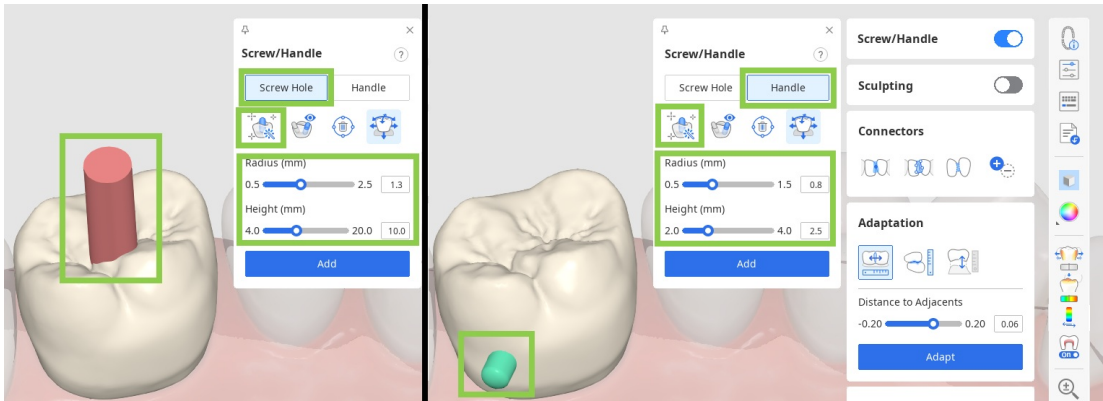 Screw/Handle ?
Screw Hole Handle
Radius (mm)
0.5 2.5 1.3
Height (mm)
4.0 20.0 10.0
Add
Screw/Handle ?
Screw Hole Handle
Radius (mm)
0.5 1.5 0.8
Height (mm)
2.0 4.0 2.5
Add
Screw/Handle
Sculpting
Connectors
Adaptation
Distance to Adjacents
-0.20 0.20 0.06
Adapt
ON